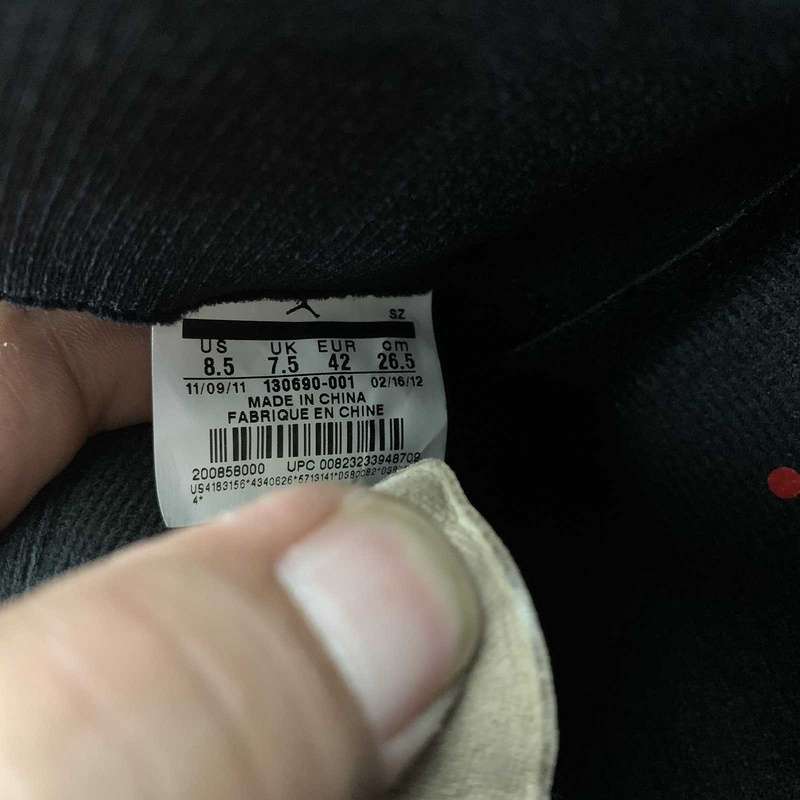 SZ
US UK EUR cm
8.5 7.5 42 26.5
11/09/11 130690-001 02/16/12
MADE IN CHINA
FABRIQUE EN CHINE
200858000 UPC 00823233948709
4*